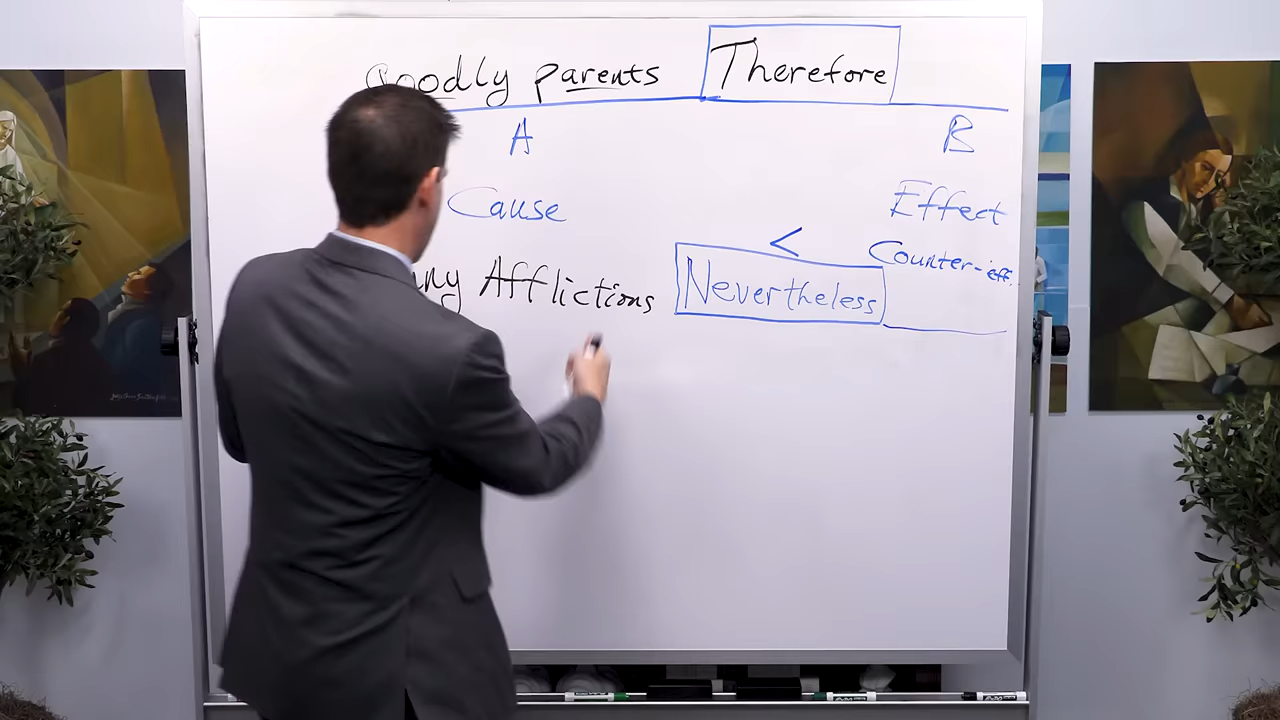 Goodly parents Therefore
A B
Cause Effect
< Counter-eff.
Afflictions Nevertheless